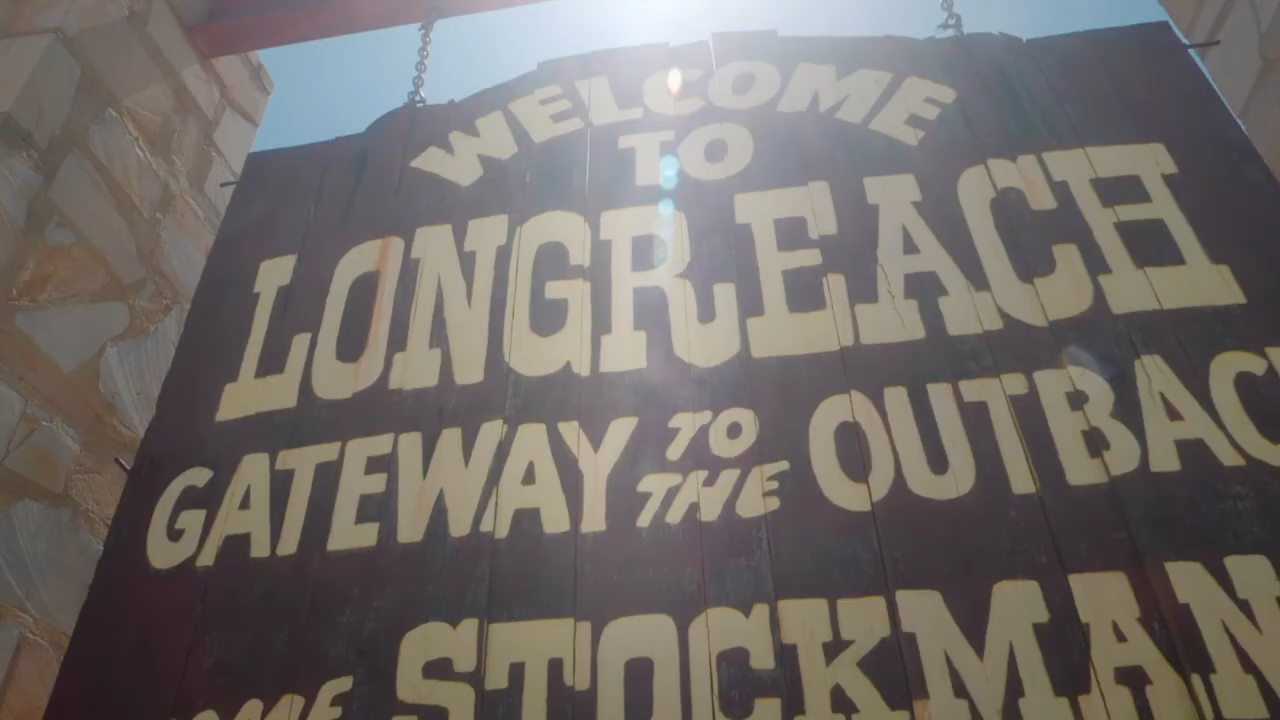 WELCOME
TO
LONGREACH
GATEWAY TO THE OUTBAC
STOCKMAN